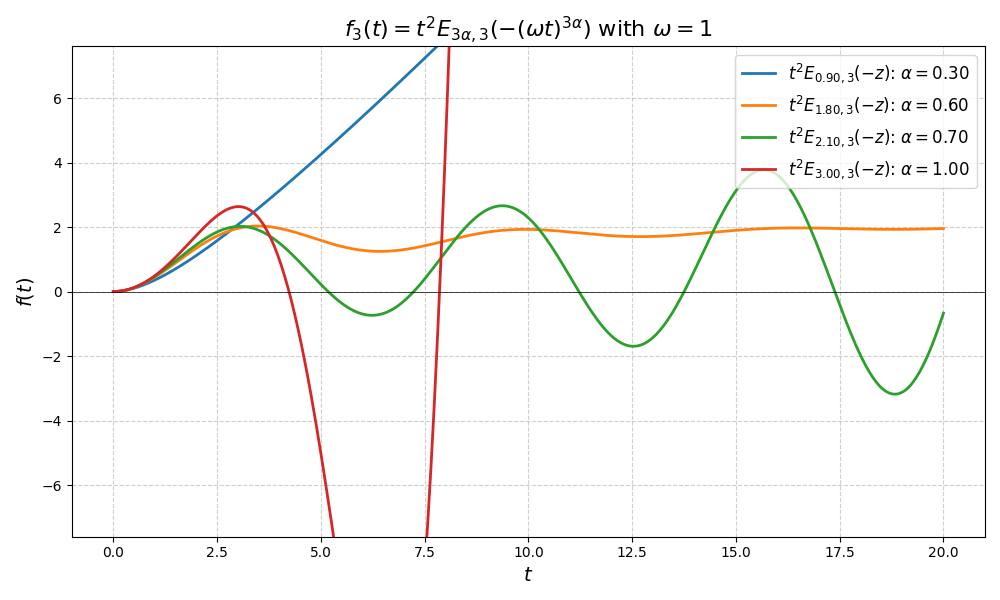 f₃(t) = t²E₃α, ₃(−(ωt)³ᵅ) with ω = 1
t²E₀.₉₀, ₃(−z): α = 0.30
t²E₁.₈₀, ₃(−z): α = 0.60
t²E₂.₁₀, ₃(−z): α = 0.70
t²E₃.₀₀, ₃(−z): α = 1.00
f(t)
6
4
2
0
−2
−4
−6
0.0 2.5 5.0 7.5 10.0 12.5 15.0 17.5 20.0
t